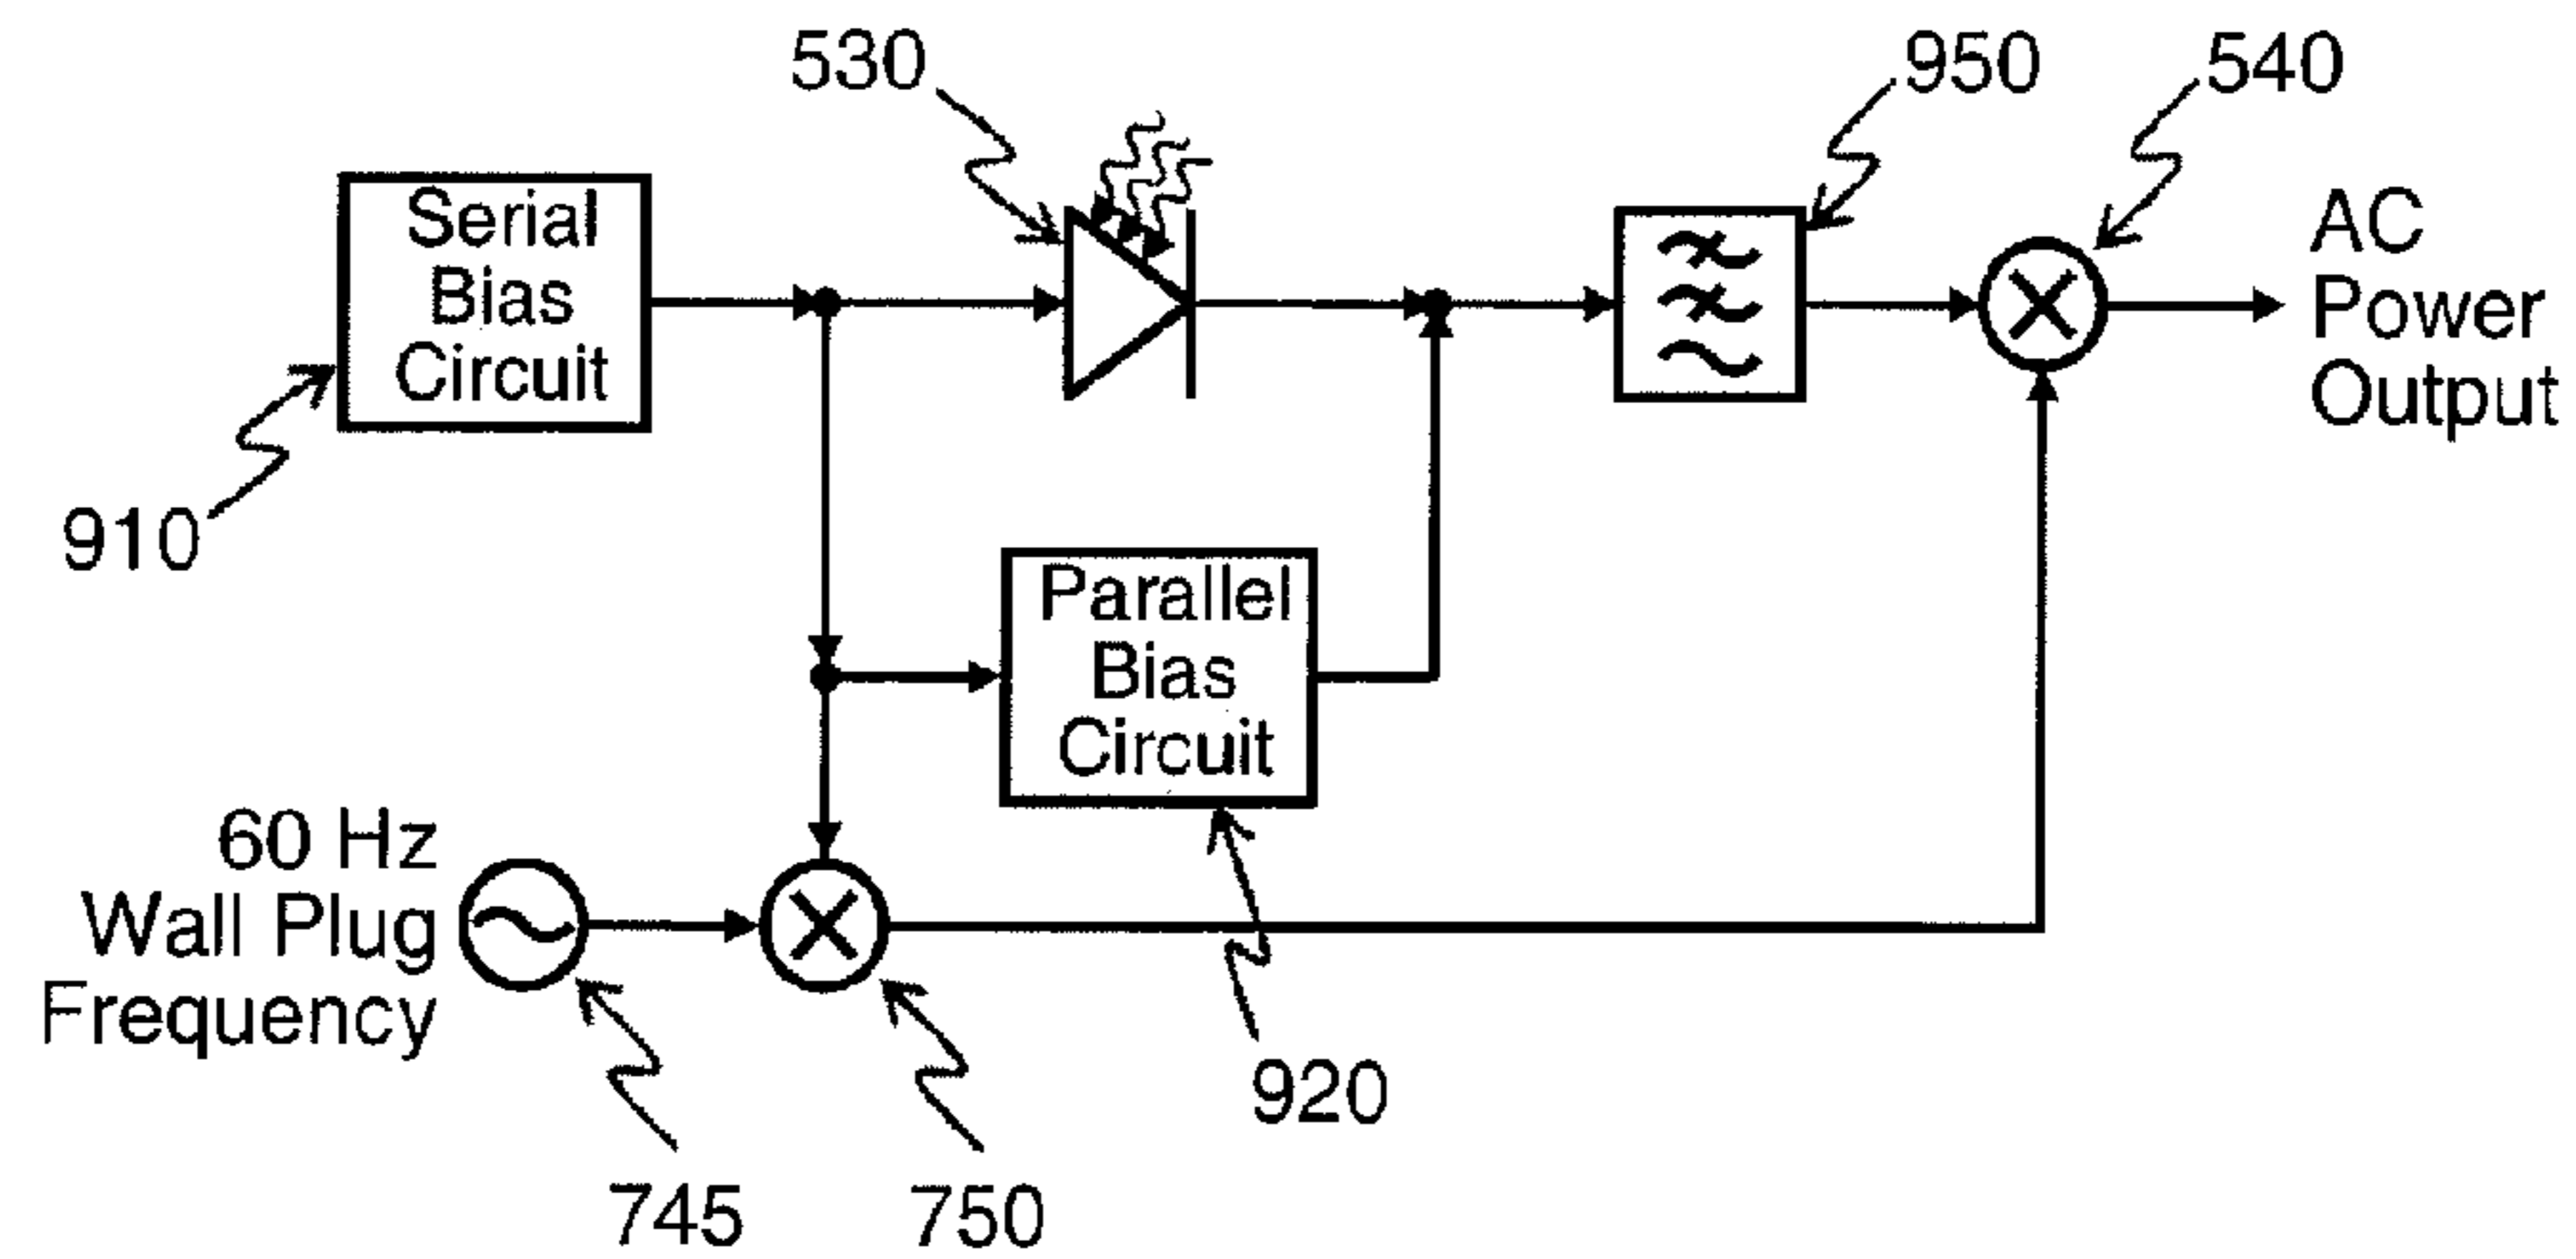 530
950
540
Serial
Bias
Circuit
AC
Power
Output
910
Parallel
Bias
Circuit
60 Hz
Wall Plug
Frequency
920
745
750